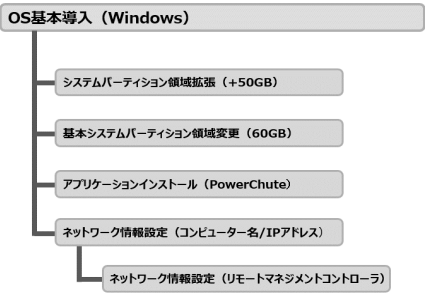 OS基本導入（Windows）
システムパーティション領域拡張（+50GB）
基本システムパーティション領域変更（60GB）
アプリケーションインストール（PowerChute）
ネットワーク情報設定（コンピューター名/IPアドレス）
ネットワーク情報設定（リモートマネジメントコントローラ）